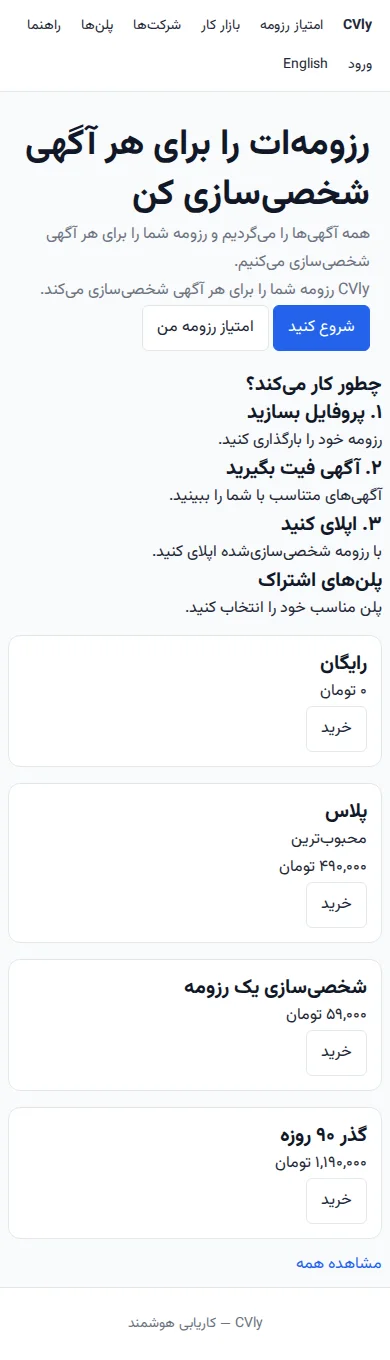 CVly امتیاز رزومه بازار کار شرکت‌ها پلن‌ها راهنما
ورود English
رزومه‌ات را برای هر آگهی
شخصی‌سازی کن
همه آگهی‌ها را می‌گردیم و رزومه شما را برای هر آگهی
شخصی‌سازی می‌کنیم.
CVly رزومه شما را برای هر آگهی شخصی‌سازی می‌کند.
شروع کنید امتیاز رزومه من
چطور کار می‌کند؟
۱. پروفایل بسازید
رزومه خود را بارگذاری کنید.
۲. آگهی فیت بگیرید
آگهی‌های متناسب با شما را ببینید.
۳. اپلای کنید
با رزومه شخصی‌سازی‌شده اپلای کنید.
پلن‌های اشتراک
پلن مناسب خود را انتخاب کنید.
رایگان
۰ تومان
خرید
پلاس
محبوب‌ترین
۴۹۰,۰۰۰ تومان
خرید
شخصی‌سازی یک رزومه
۵۹,۰۰۰ تومان
خرید
گذر ۹۰ روزه
۱,۱۹۰,۰۰۰ تومان
خرید
مشاهده همه
CVly — کاریابی هوشمند